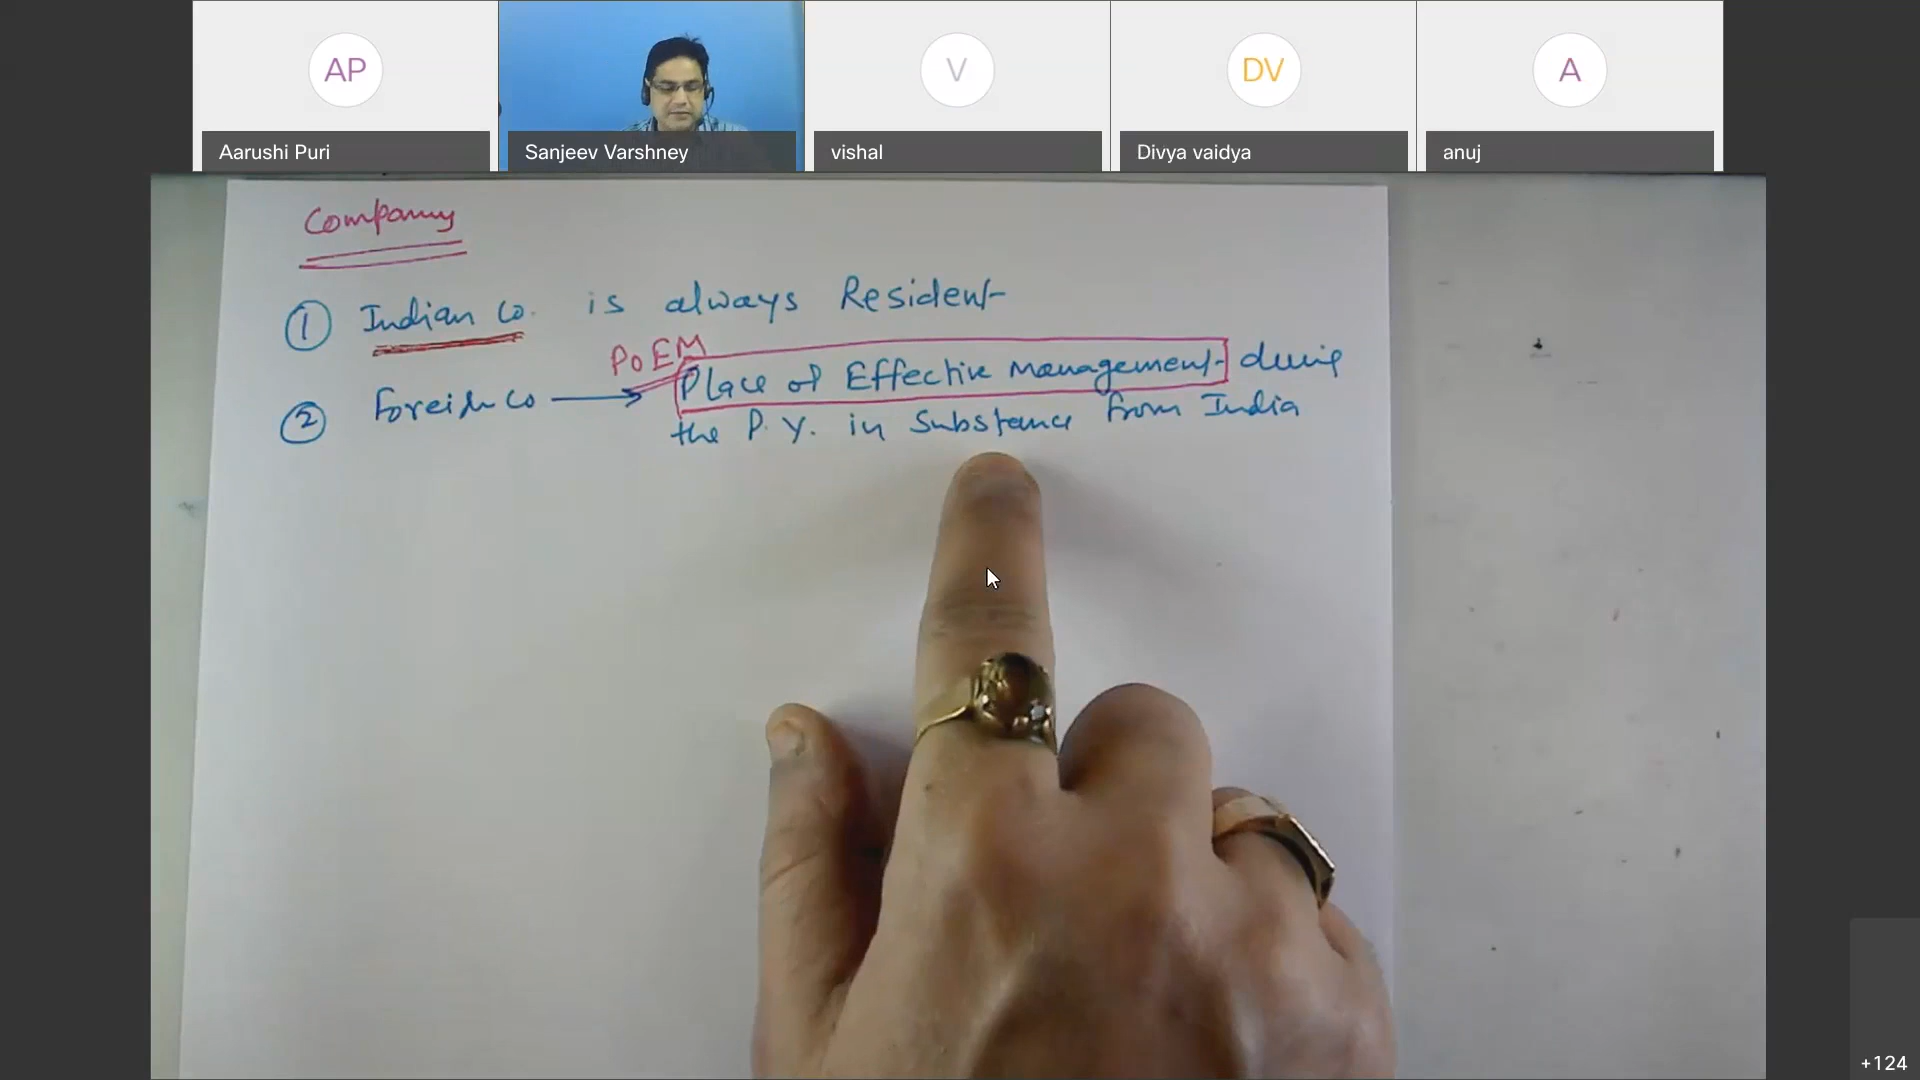 AP
V
DV
A
Aarushi Puri
Sanjeev Varshney
vishal
Divya vaidya
anuj
Company
① Indian Co. is always Resident
PoEM
② Foreign Co → Place of Effective Management during
the P.Y. in Substance from India
+124